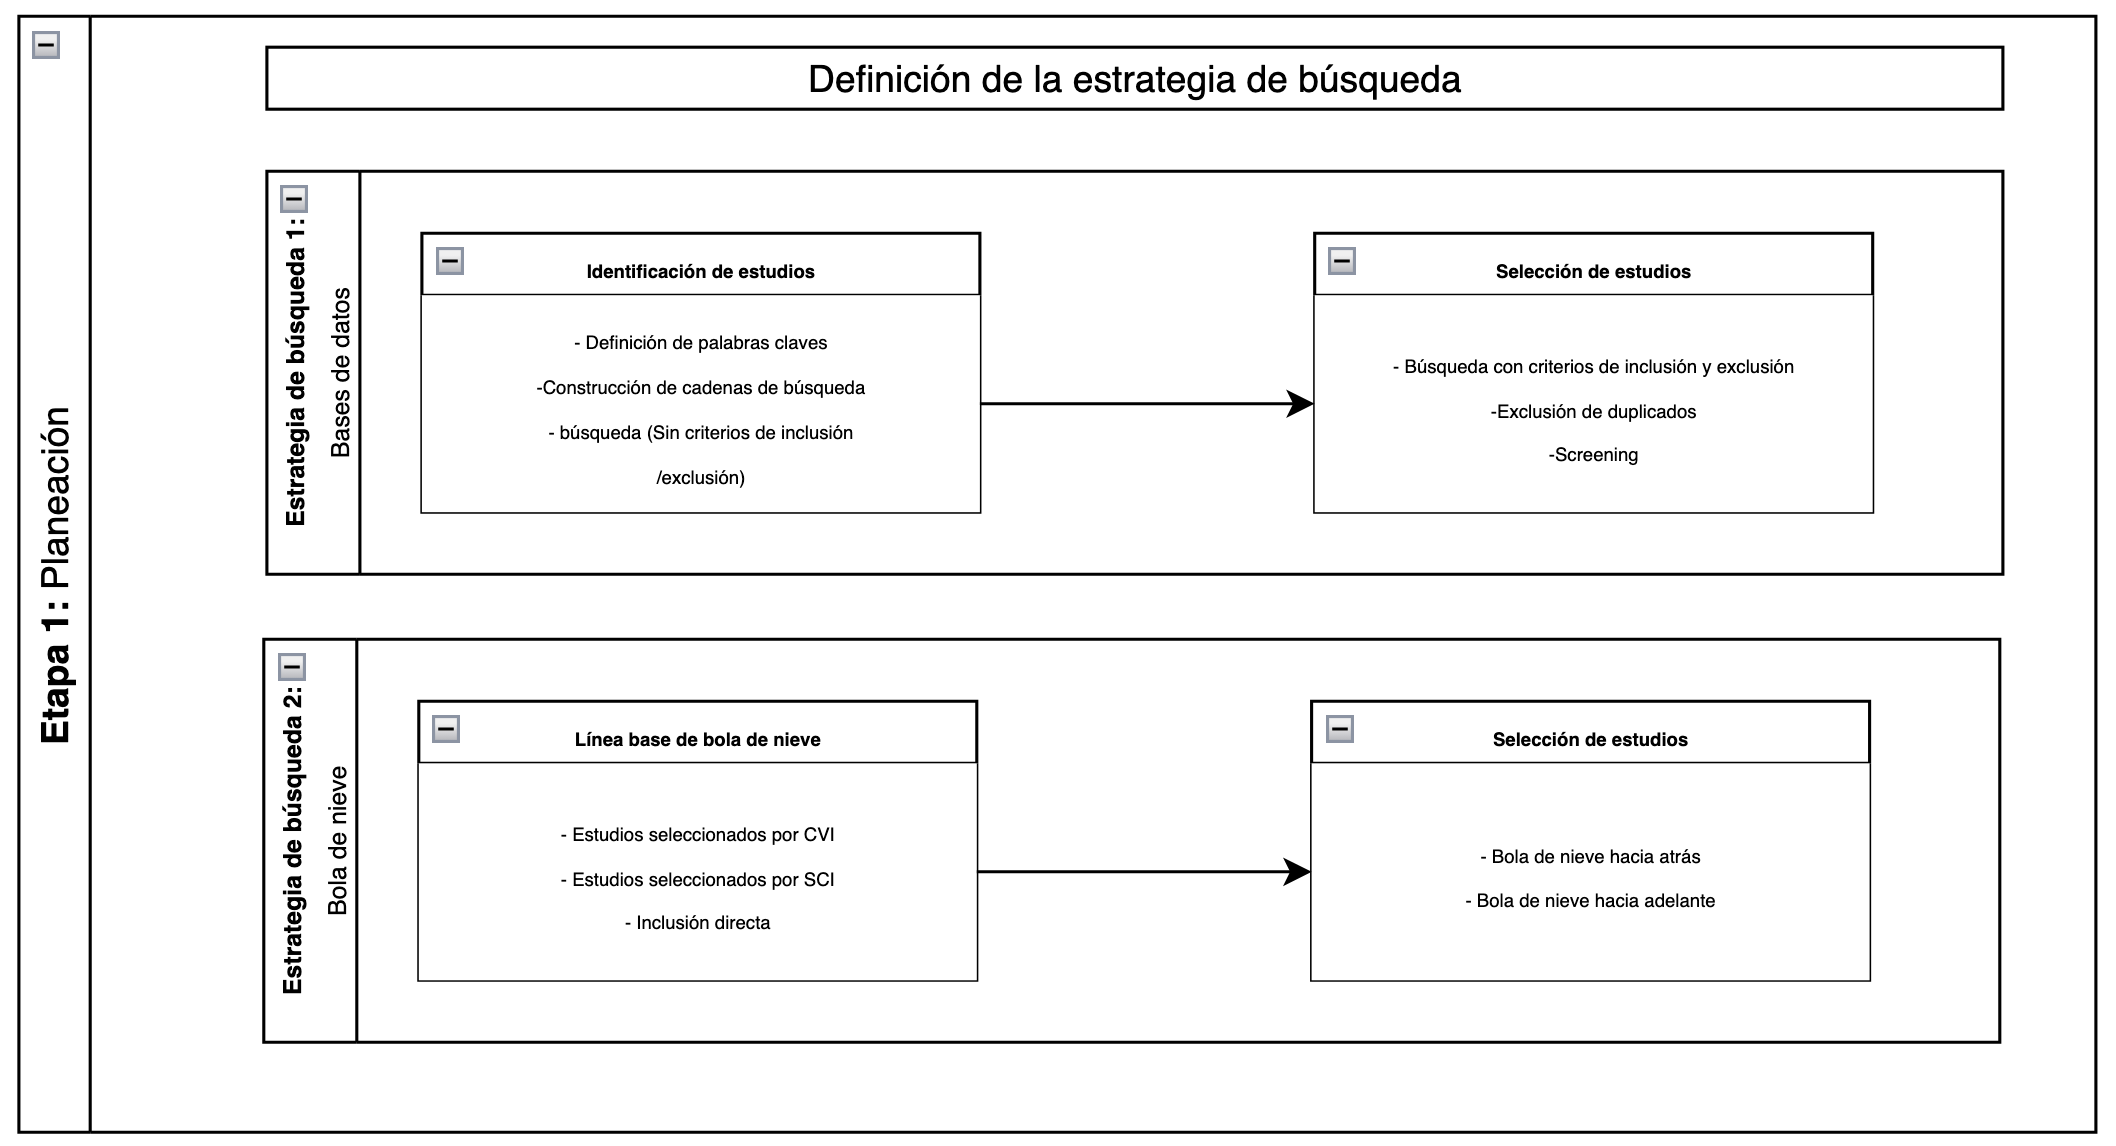 Etapa 1: Planeación
Definición de la estrategia de búsqueda
Estrategia de búsqueda 1:
Bases de datos
Identificación de estudios
- Definición de palabras claves
-Construcción de cadenas de búsqueda
- búsqueda (Sin criterios de inclusión
/exclusión)
Selección de estudios
- Búsqueda con criterios de inclusión y exclusión
-Exclusión de duplicados
-Screening
Estrategia de búsqueda 2:
Bola de nieve
Línea base de bola de nieve
- Estudios seleccionados por CVI
- Estudios seleccionados por SCI
- Inclusión directa
Selección de estudios
- Bola de nieve hacia atrás
- Bola de nieve hacia adelante